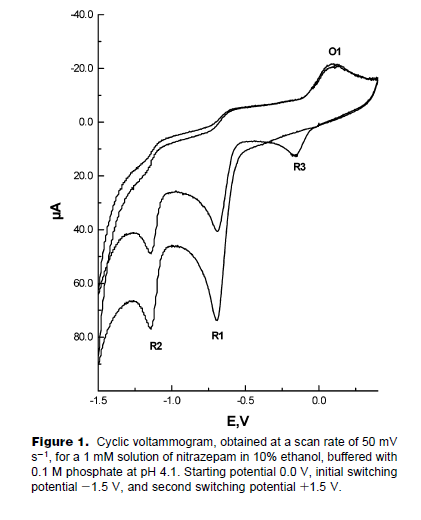 -40.0
-20.0
O1
0.0
20.0
R3
µA
40.0
60.0
80.0
R1
R2
-1.5 -1.0 -0.5 0.0
E,V
Figure 1. Cyclic voltammogram, obtained at a scan rate of 50 mV
s⁻¹, for a 1 mM solution of nitrazepam in 10% ethanol, buffered with
0.1 M phosphate at pH 4.1. Starting potential 0.0 V, initial switching
potential −1.5 V, and second switching potential +1.5 V.